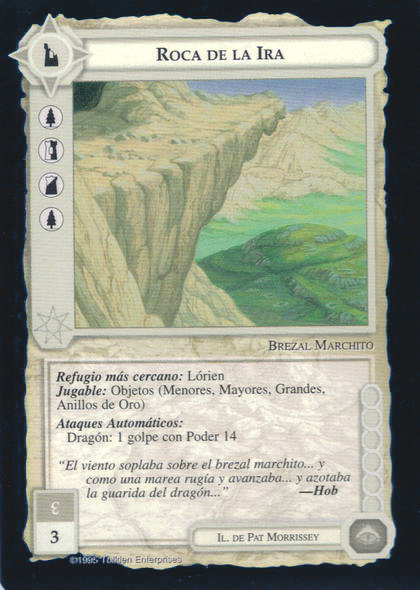 ROCA DE LA IRA
BREZAL MARCHITO
Refugio más cercano: Lórien
Jugable: Objetos (Menores, Mayores, Grandes,
Anillos de Oro)
Ataques Automáticos:
Dragón: 1 golpe con Poder 14
“El viento soplaba sobre el brezal marchito... y
como una marea rugía y avanzaba... y azotaba
la guarida del dragón...” —Hob
ε
3
IL. DE PAT MORRISSEY
©1995 Tolkien Enterprises